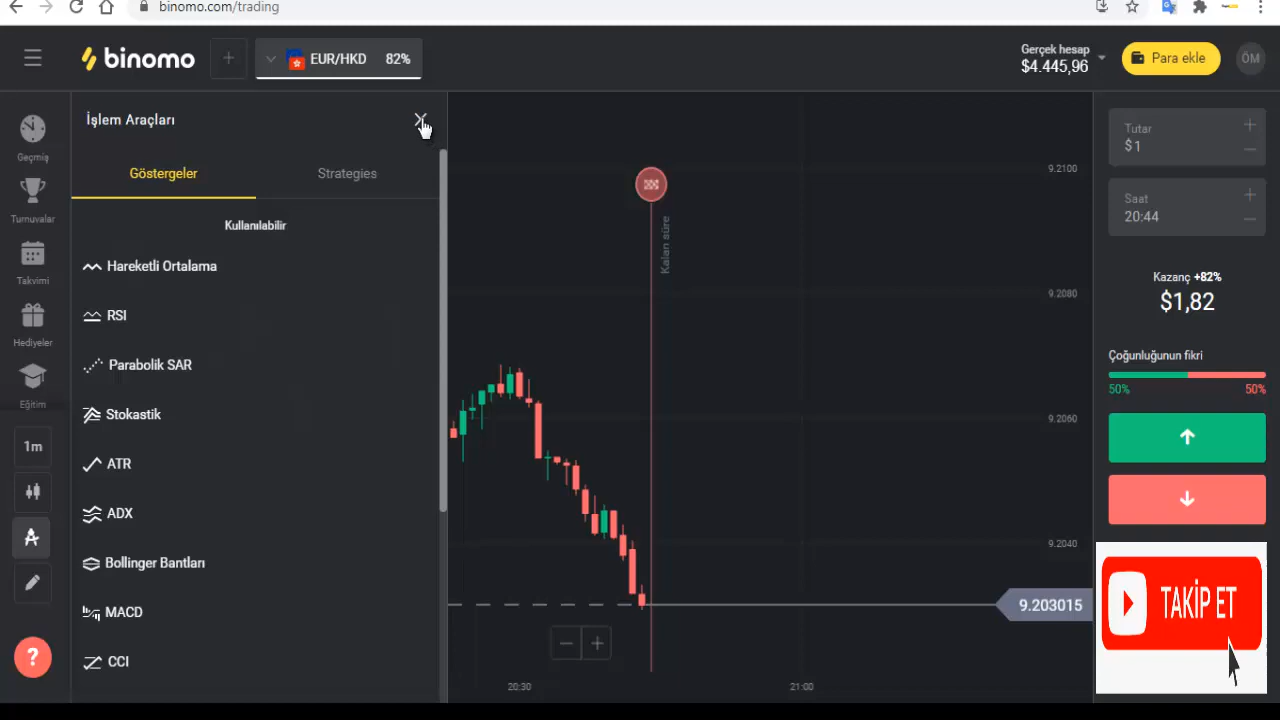 binomo.com/trading
binomo
EUR/HKD 82%
Gerçek hesap
$4.445,96
Para ekle
ÖM
İşlem Araçları
Göstergeler
Strategies
Kullanılabilir
Hareketli Ortalama
RSI
Parabolik SAR
Stokastik
ATR
ADX
Bollinger Bantları
MACD
CCI
Geçmiş
Turnuvalar
Takvimi
Hediyeler
Eğitim
1m
?
Kalan süre
9.2100
9.2080
9.2060
9.2040
9.203015
20:30
21:00
Tutar
$1
Saat
20:44
Kazanç +82%
$1,82
Çoğunluğunun fikri
50% 50%
TAKİP ET